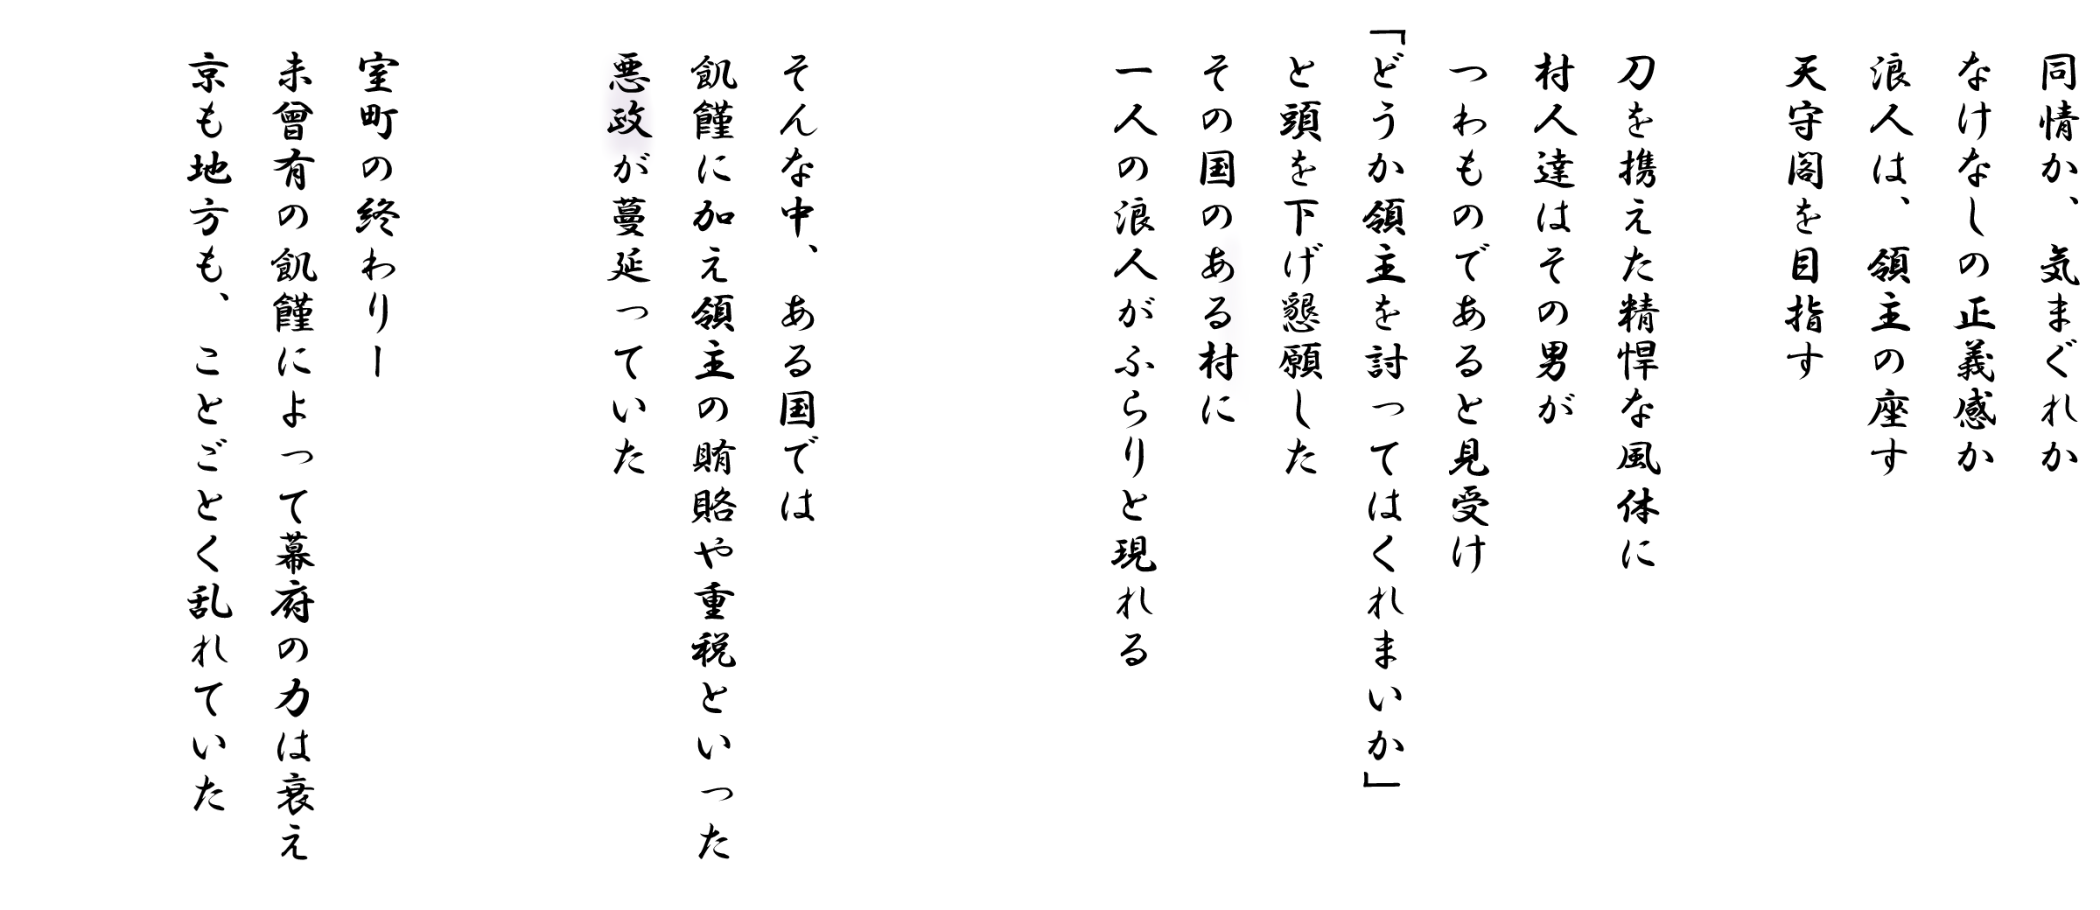 室町の終わりー
未曾有の飢饉によって幕府の力は衰え
京も地方も、ことごとく乱れていた
そんな中、ある国では
飢饉に加え領主の賄賂や重税といった
悪政が蔓延っていた
その国のある村に
一人の浪人がふらりと現れる
刀を携えた精悍な風体に
村人達はその男が
つわものであると見受け
「どうか領主を討ってはくれまいか」
と頭を下げ懇願した
同情か、気まぐれか
なけなしの正義感か
浪人は、領主の座す
天守閣を目指す